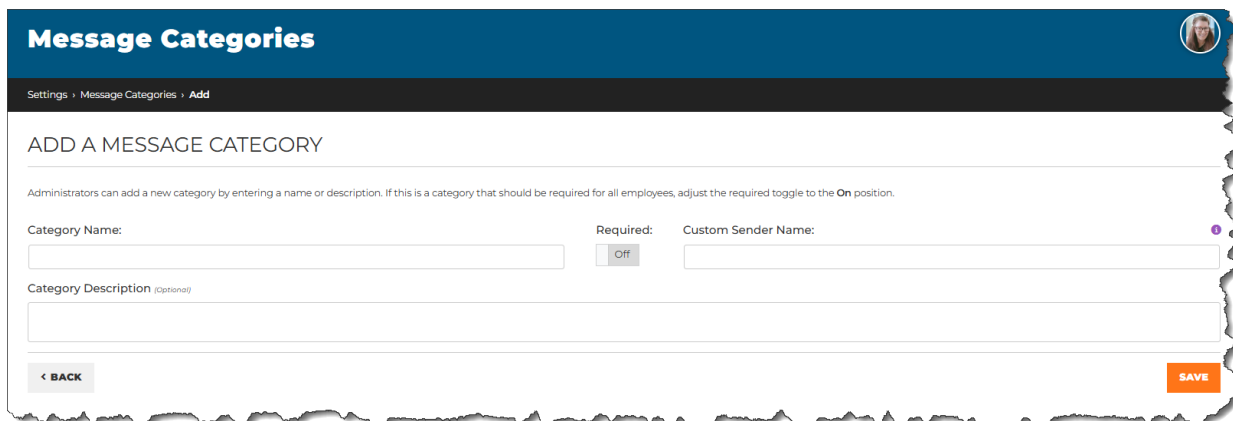 Message Categories
Settings › Message Categories › Add
ADD A MESSAGE CATEGORY
Administrators can add a new category by entering a name or description. If this is a category that should be required for all employees, adjust the required toggle to the On position.
Category Name: Required: Custom Sender Name:
Off
Category Description (Optional)
< BACK SAVE